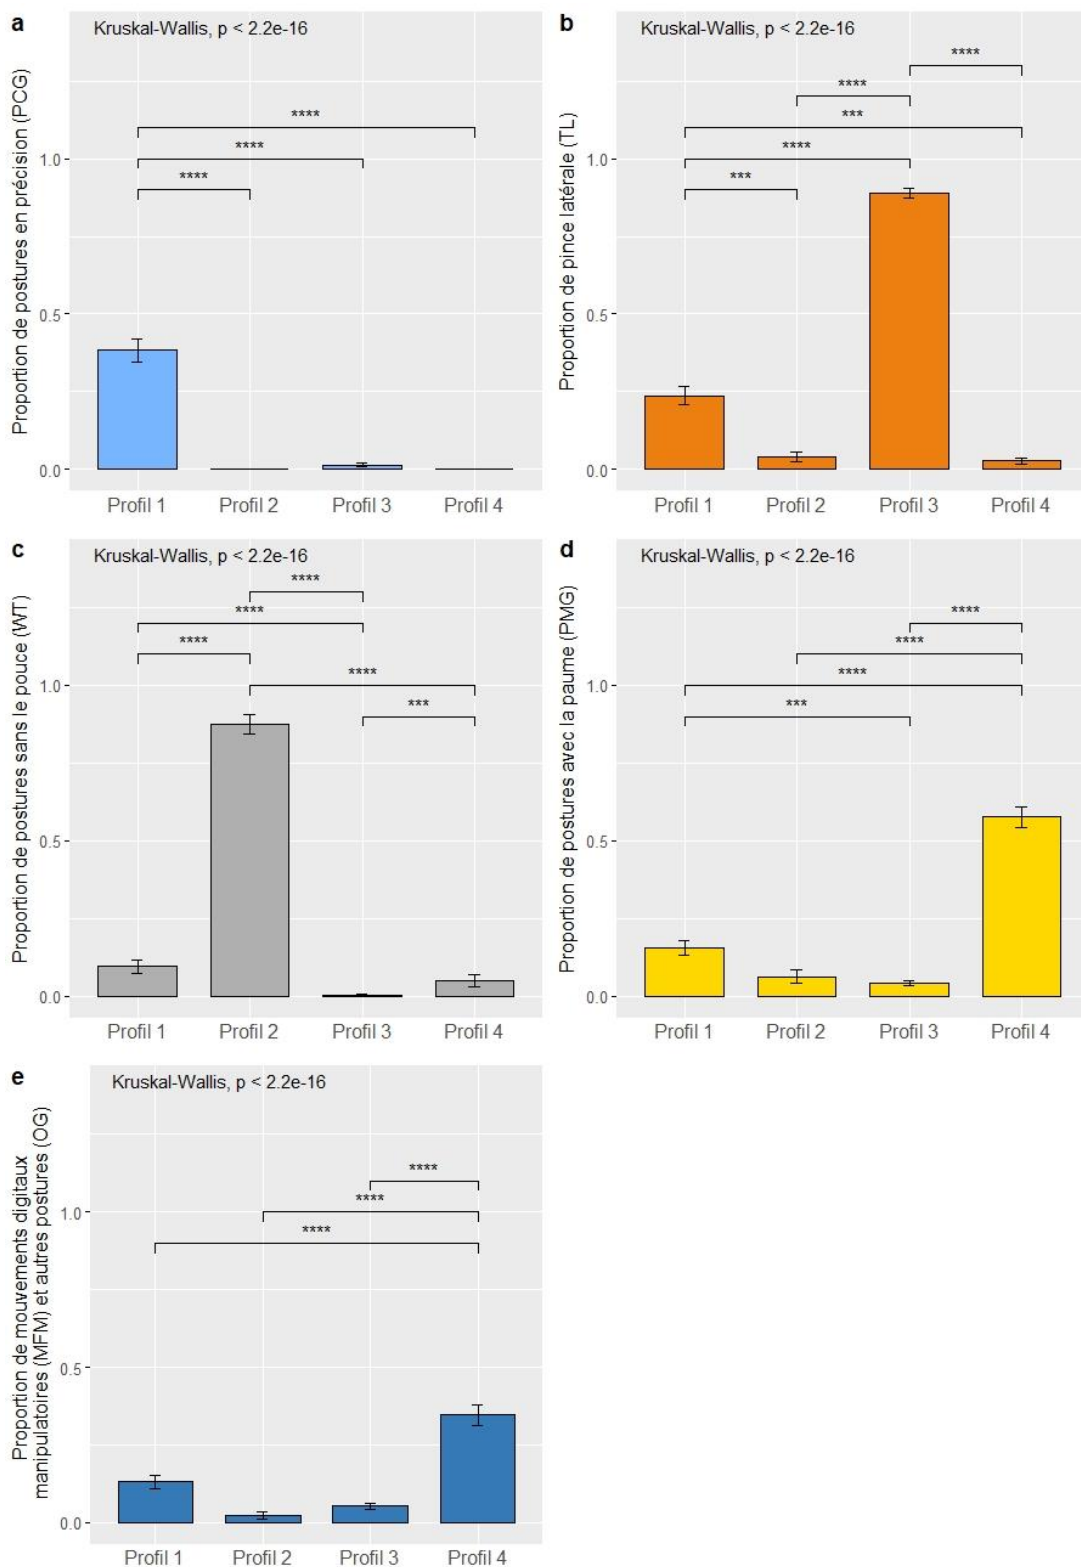 a
Kruskal-Wallis, p < 2.2e-16
Proportion de postures en précision (PCG)
****
****
****
1.0
0.5
0.0
Profil 1 Profil 2 Profil 3 Profil 4
b
Kruskal-Wallis, p < 2.2e-16
Proportion de pince latérale (TL)
****
****
***
****
***
1.0
0.5
0.0
Profil 1 Profil 2 Profil 3 Profil 4
c
Kruskal-Wallis, p < 2.2e-16
Proportion de postures sans le pouce (WT)
****
****
****
****
***
1.0
0.5
0.0
Profil 1 Profil 2 Profil 3 Profil 4
d
Kruskal-Wallis, p < 2.2e-16
Proportion de postures avec la paume (PMG)
****
****
****
***
1.0
0.5
0.0
Profil 1 Profil 2 Profil 3 Profil 4
e
Kruskal-Wallis, p < 2.2e-16
Proportion de mouvements digitaux
manipulatoires (MFM) et autres postures (OG)
****
****
****
1.0
0.5
0.0
Profil 1 Profil 2 Profil 3 Profil 4